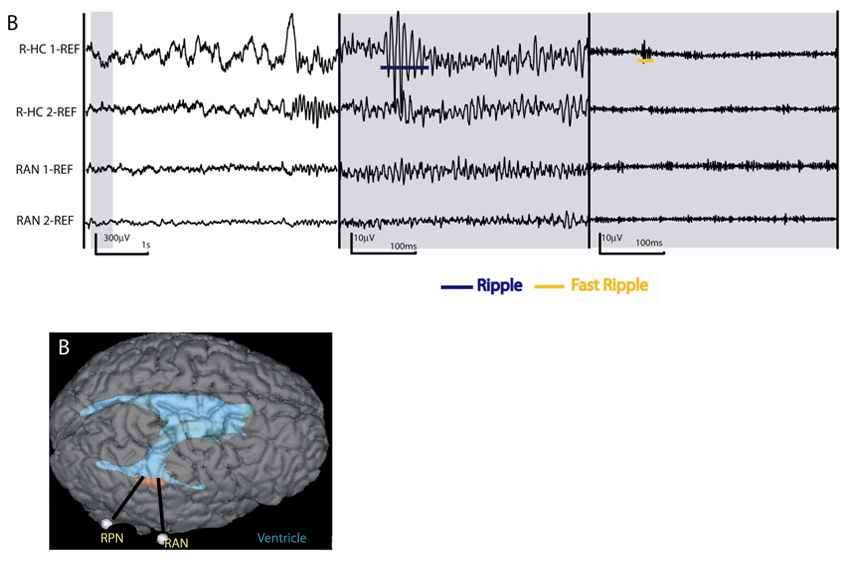 B
R-HC 1-REF
R-HC 2-REF
RAN 1-REF
RAN 2-REF
300µV
1s
10µV
100ms
10µV
100ms
Ripple Fast Ripple
B
RPN
RAN
Ventricle